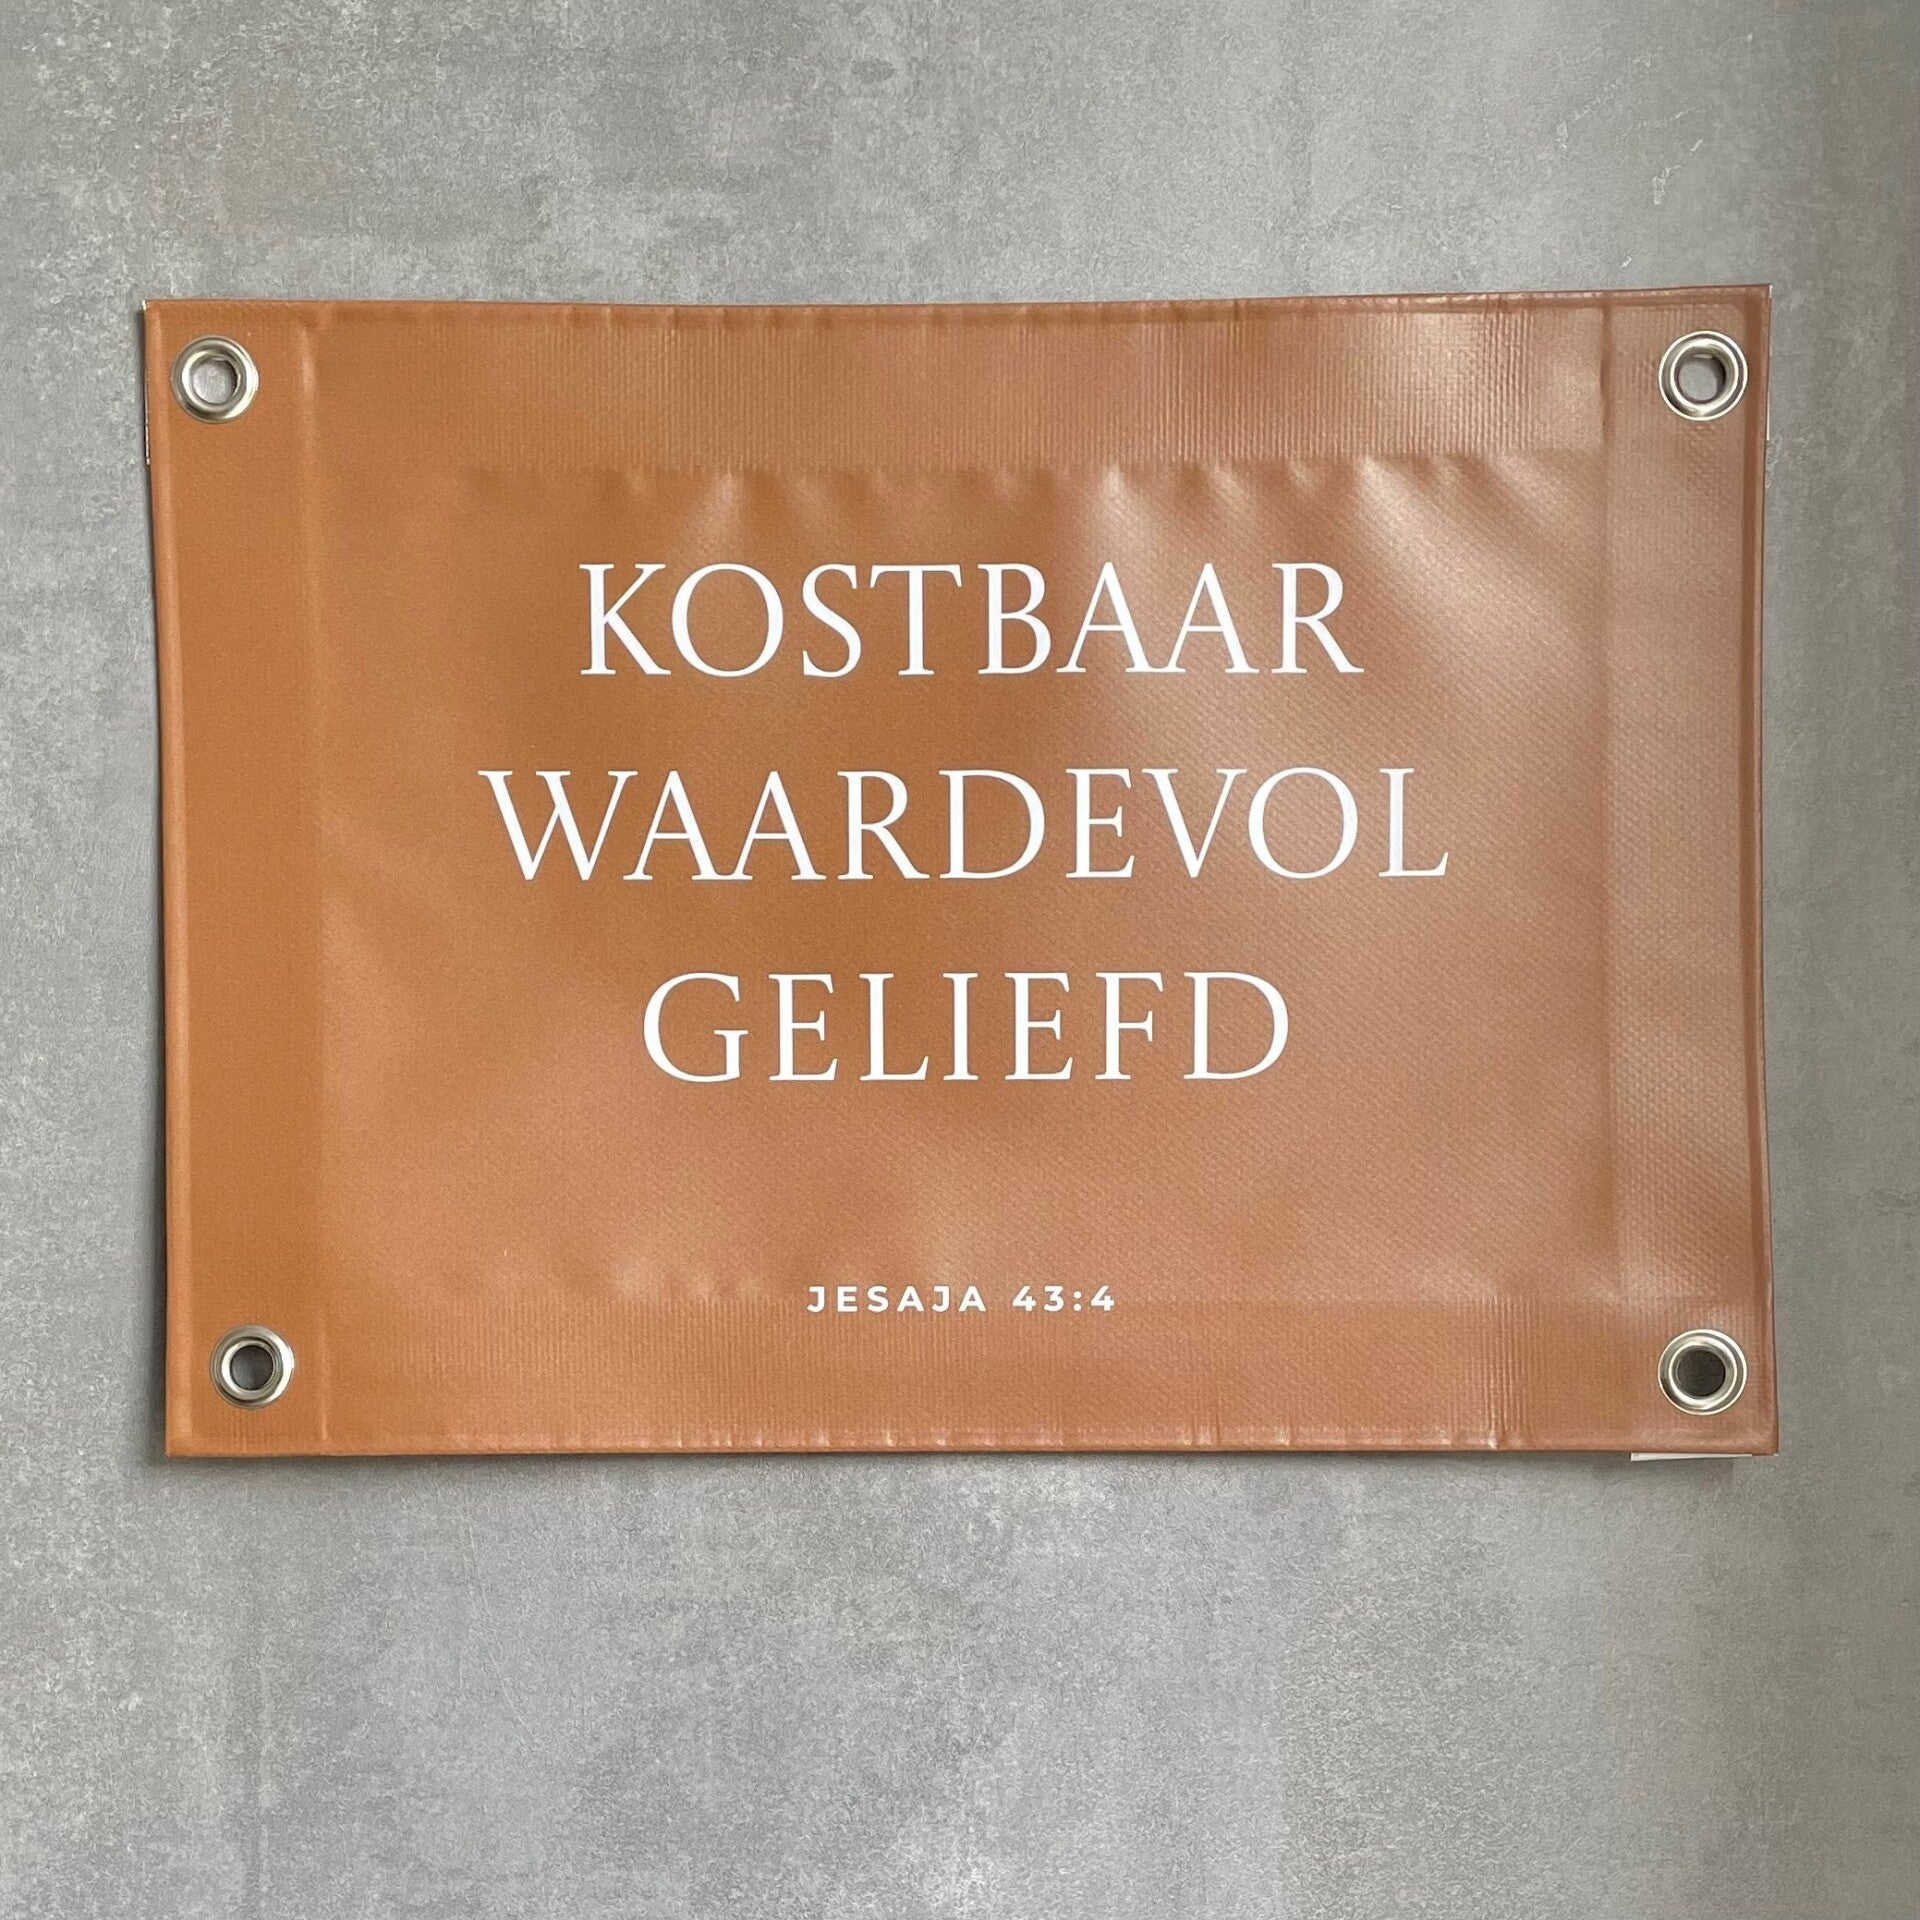 KOSTBAAR
WAARDEVOL
GELIEFD
JESAJA 43:4